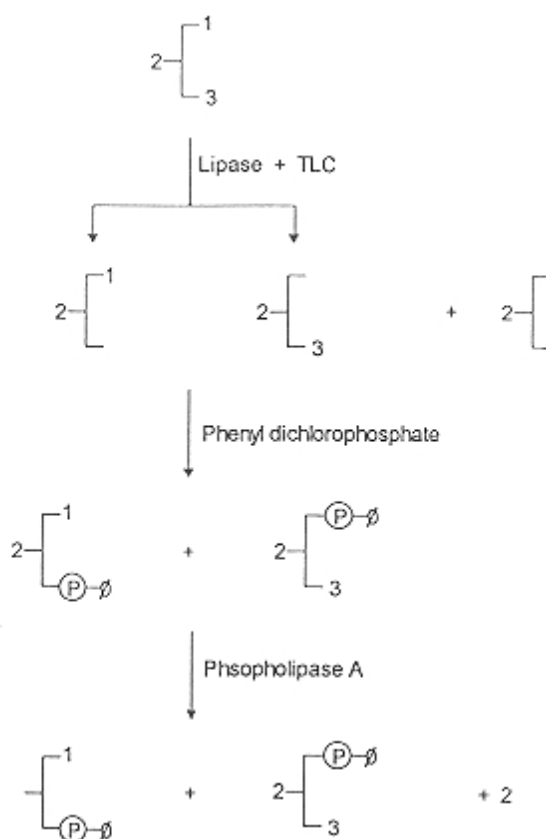 1
2
3
Lipase + TLC
1
2
2
3
+
2
Phenyl dichlorophosphate
1
2
P
ø
+
P
ø
2
3
Phsopholipase A
1
P
ø
+
P
ø
2
3
+ 2